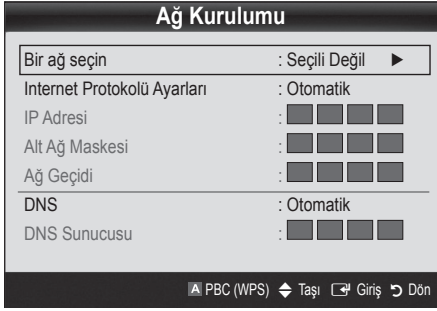 Ağ Kurulumu
Bir ağ seçin : Seçili Değil ►
Internet Protokolü Ayarları : Otomatik
IP Adresi :
Alt Ağ Maskesi :
Ağ Geçidi :
DNS : Otomatik
DNS Sunucusu :
A PBC (WPS) Taşı Giriş Dön